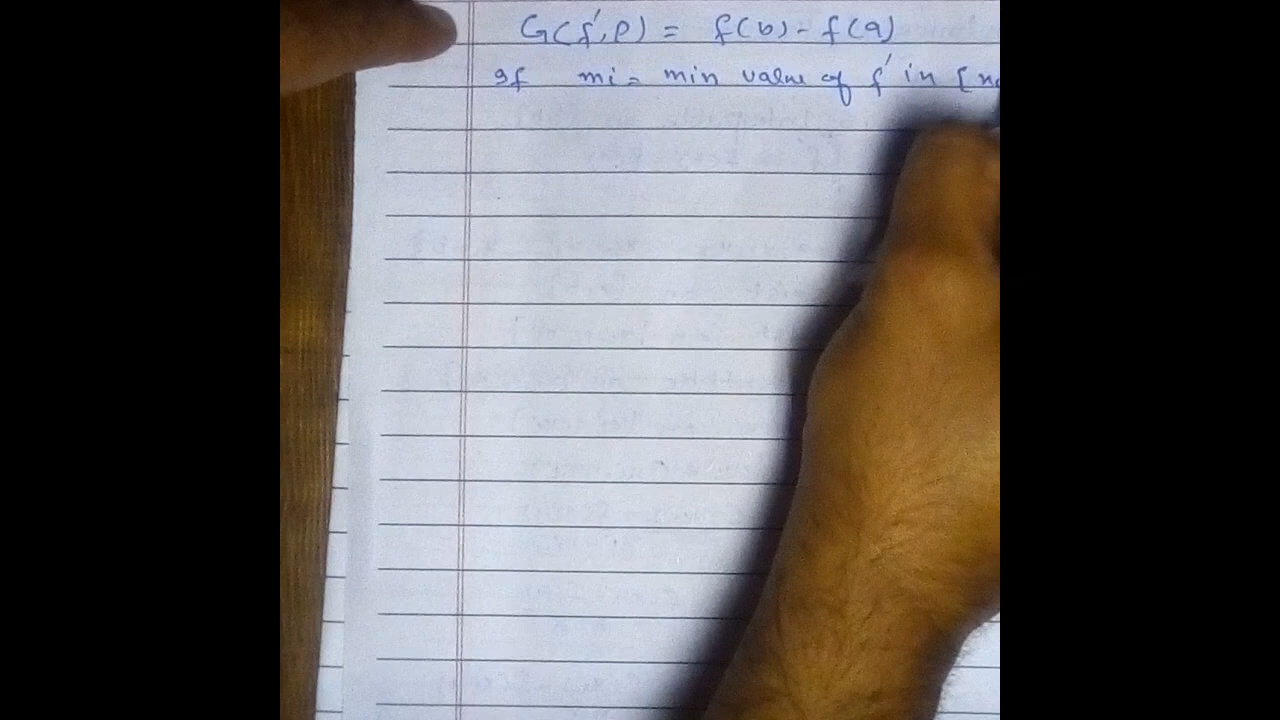 G(f', P) = f(b) - f(a)
If mi = min value of f' in [x